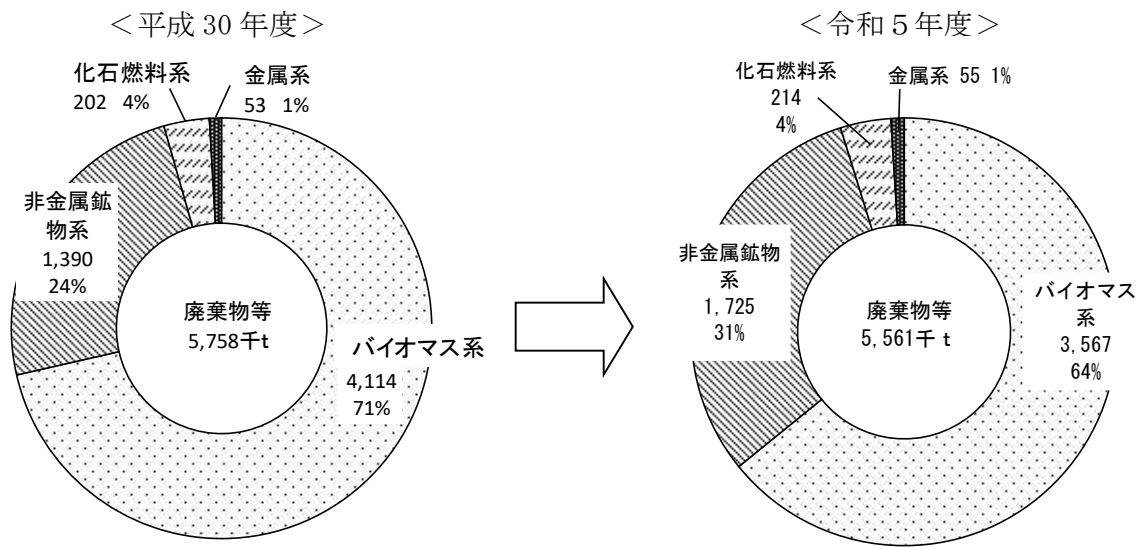 ＜平成 30 年度＞
化石燃料系
202 4%
金属系
53 1%
非金属鉱
物系
1,390
24%
廃棄物等
5,758千t
バイオマス系
4,114
71%
＜令和５年度＞
化石燃料系
214
4%
金属系 55 1%
非金属鉱物
系
1,725
31%
廃棄物等
5,561千ｔ
バイオマス
系
3,567
64%